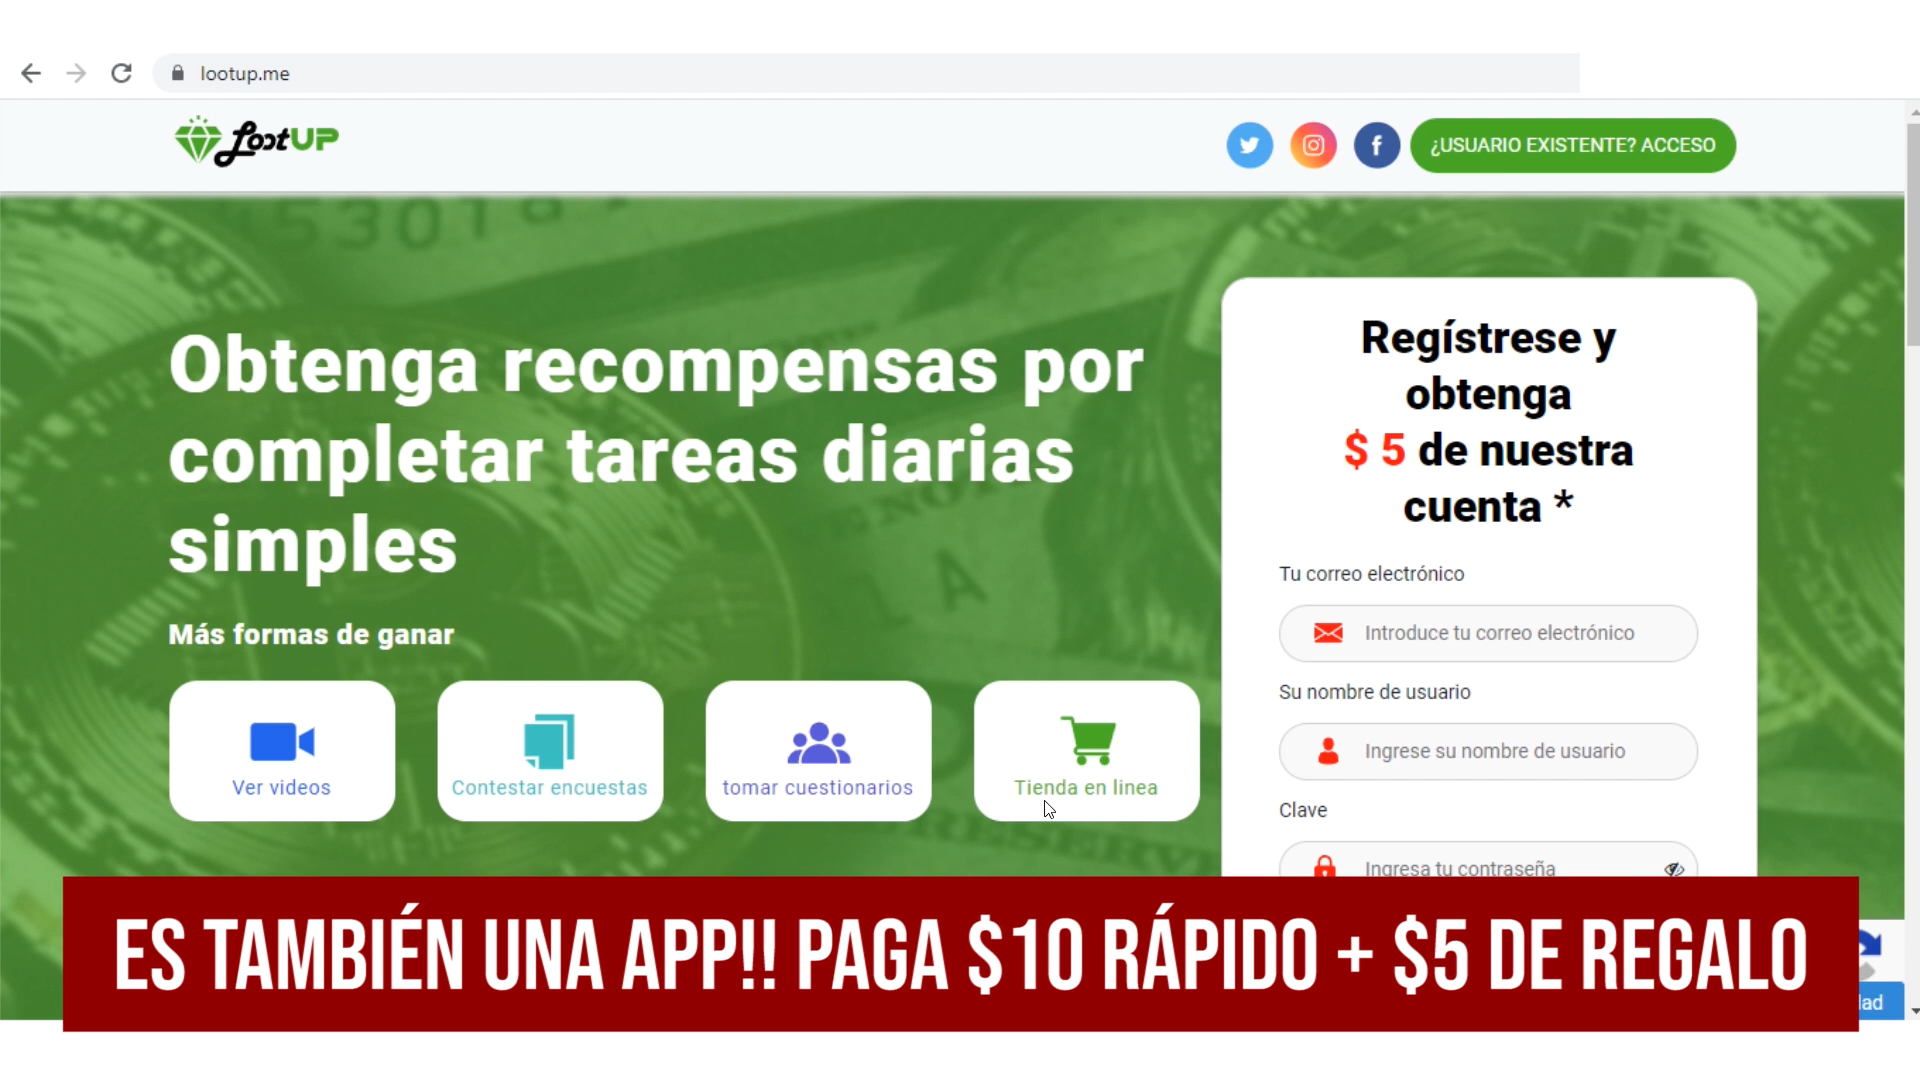 lootup.me
LootUP
¿USUARIO EXISTENTE? ACCESO
Obtenga recompensas por
completar tareas diarias
simples
Más formas de ganar
Ver videos
Contestar encuestas
tomar cuestionarios
Tienda en linea
Regístrese y
obtenga
$ 5 de nuestra
cuenta *
Tu correo electrónico
Introduce tu correo electrónico
Su nombre de usuario
Ingrese su nombre de usuario
Clave
Ingresa tu contraseña
ES TAMBIÉN UNA APP!! PAGA $10 RÁPIDO + $5 DE REGALO